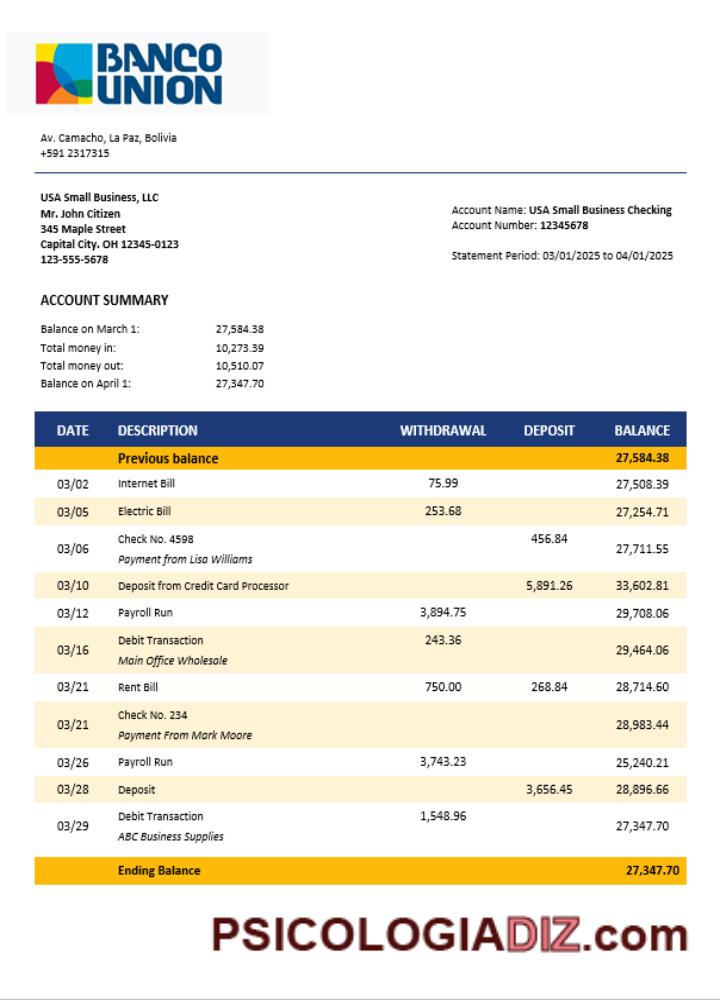 BANCO
UNION
Av. Camacho, La Paz, Bolivia
+591 2317315
USA Small Business, LLC
Mr. John Citizen
345 Maple Street
Capital City. OH 12345-0123
123-555-5678
Account Name: USA Small Business Checking
Account Number: 12345678
Statement Period: 03/01/2025 to 04/01/2025
ACCOUNT SUMMARY
Balance on March 1: 27,584.38
Total money in: 10,273.39
Total money out: 10,510.07
Balance on April 1: 27,347.70
DATE DESCRIPTION WITHDRAWAL DEPOSIT BALANCE
Previous balance 27,584.38
03/02 Internet Bill 75.99 27,508.39
03/05 Electric Bill 253.68 27,254.71
03/06 Check No. 4598 456.84 27,711.55
Payment from Lisa Williams
03/10 Deposit from Credit Card Processor 5,891.26 33,602.81
03/12 Payroll Run 3,894.75 29,708.06
03/16 Debit Transaction 243.36 29,464.06
Main Office Wholesale
03/21 Rent Bill 750.00 268.84 28,714.60
03/21 Check No. 234 28,983.44
Payment From Mark Moore
03/26 Payroll Run 3,743.23 25,240.21
03/28 Deposit 3,656.45 28,896.66
03/29 Debit Transaction 1,548.96 27,347.70
ABC Business Supplies
Ending Balance 27,347.70
PSICOLOGIADIZ.com